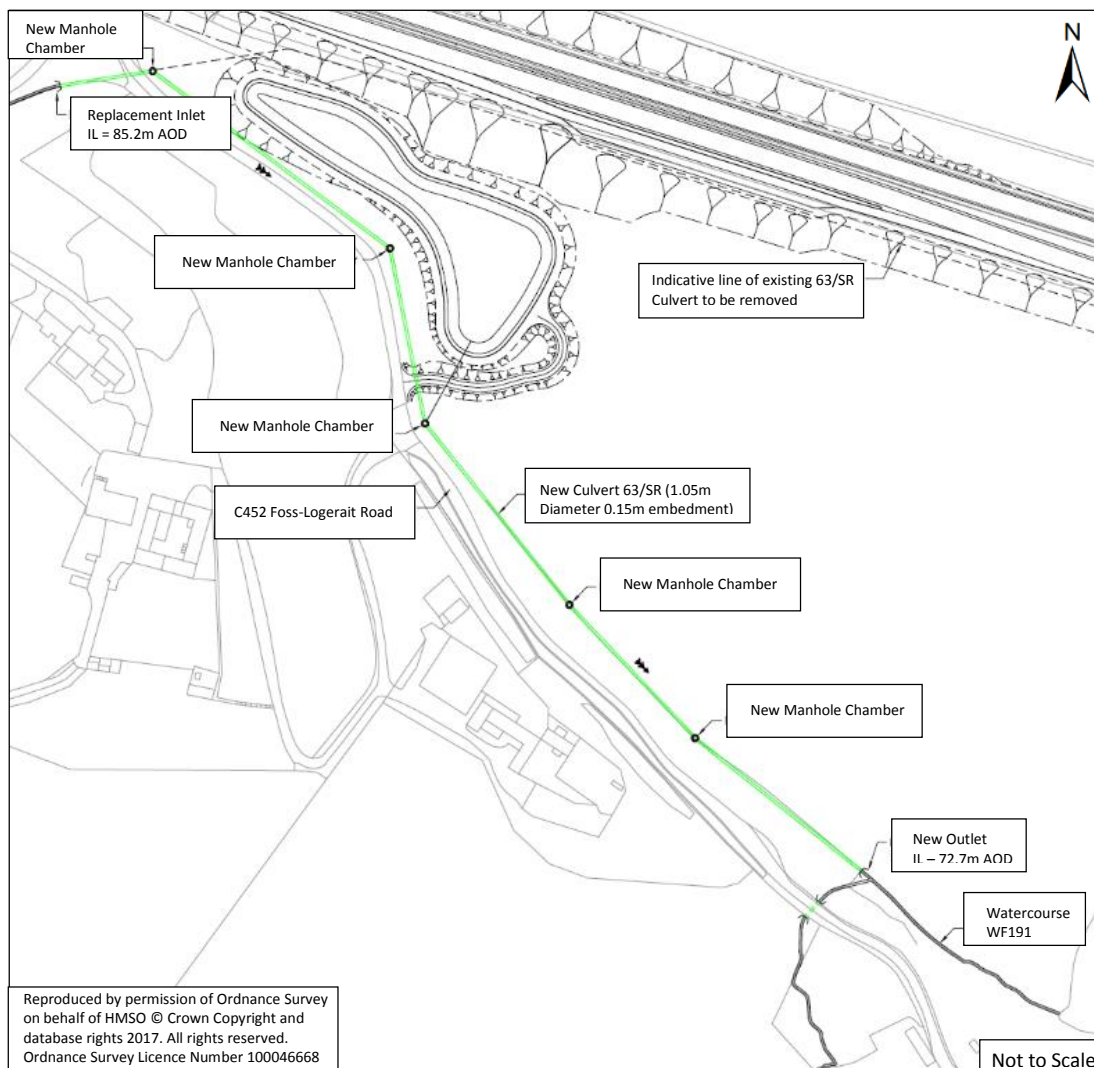 New Manhole
Chamber
N
Replacement Inlet
IL = 85.2m AOD
New Manhole Chamber
Indicative line of existing 63/SR
Culvert to be removed
New Manhole Chamber
C452 Foss-Logerait Road
New Culvert 63/SR (1.05m
Diameter 0.15m embedment)
New Manhole Chamber
New Manhole Chamber
New Outlet
IL – 72.7m AOD
Watercourse
WF191
Reproduced by permission of Ordnance Survey
on behalf of HMSO © Crown Copyright and
database rights 2017. All rights reserved.
Ordnance Survey Licence Number 100046668
Not to Scale